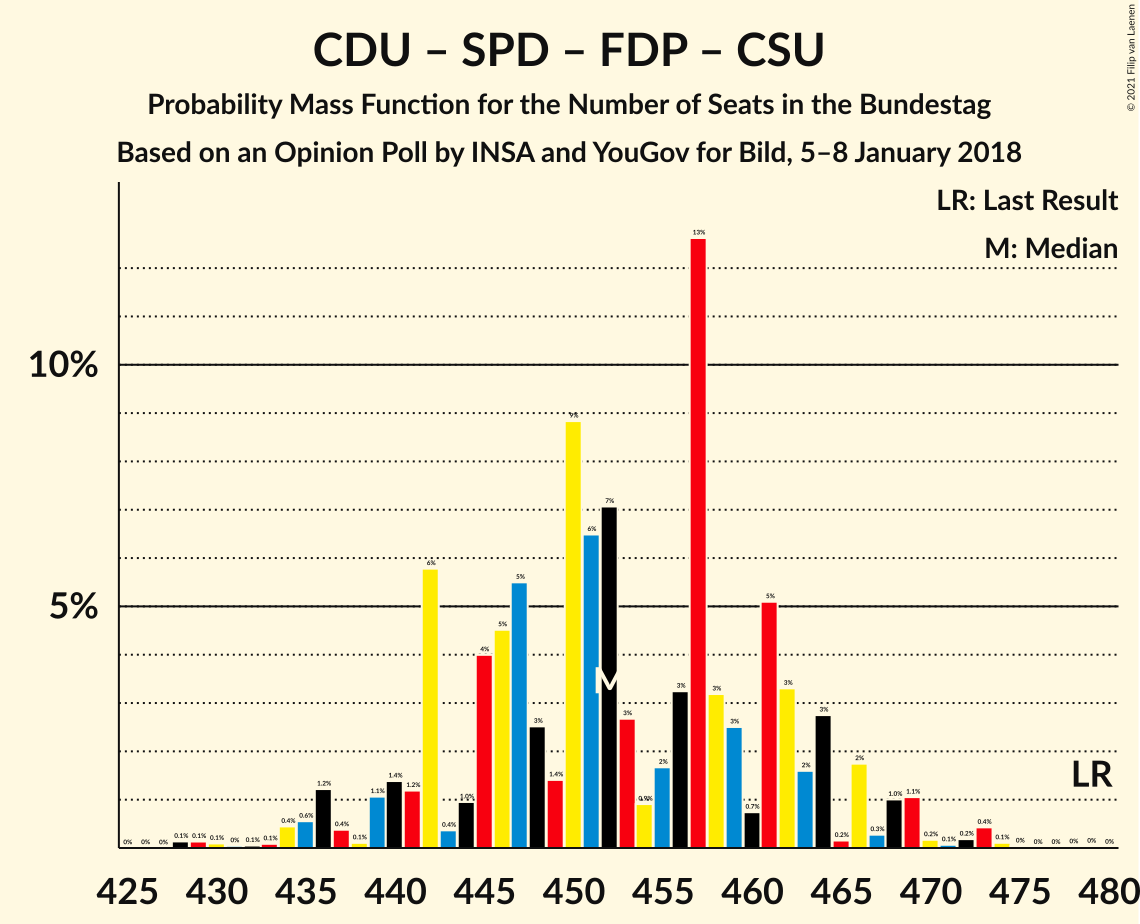 CDU – SPD – FDP – CSU
Probability Mass Function for the Number of Seats in the Bundestag
Based on an Opinion Poll by INSA and YouGov for Bild, 5–8 January 2018
© 2021 Filip van Laenen
LR: Last Result
M: Median
10%
5%
0% 0% 0% 0.1% 0.1% 0.1% 0% 0.1% 0.1% 0.4% 0.6% 1.2% 0.4% 0.1% 1.1% 1.4% 1.2% 6% 0.4% 1.0% 4% 5% 5% 3% 1.4% 9% 6% 7% 3% 0.9% 2% 3% 13% 3% 3% 0.7% 5% 3% 2% 3% 0.2% 2% 0.3% 1.0% 1.1% 0.2% 0.1% 0.2% 0.4% 0.1% 0% 0% 0% 0% 0% 0%
M
LR
425 430 435 440 445 450 455 460 465 470 475 480